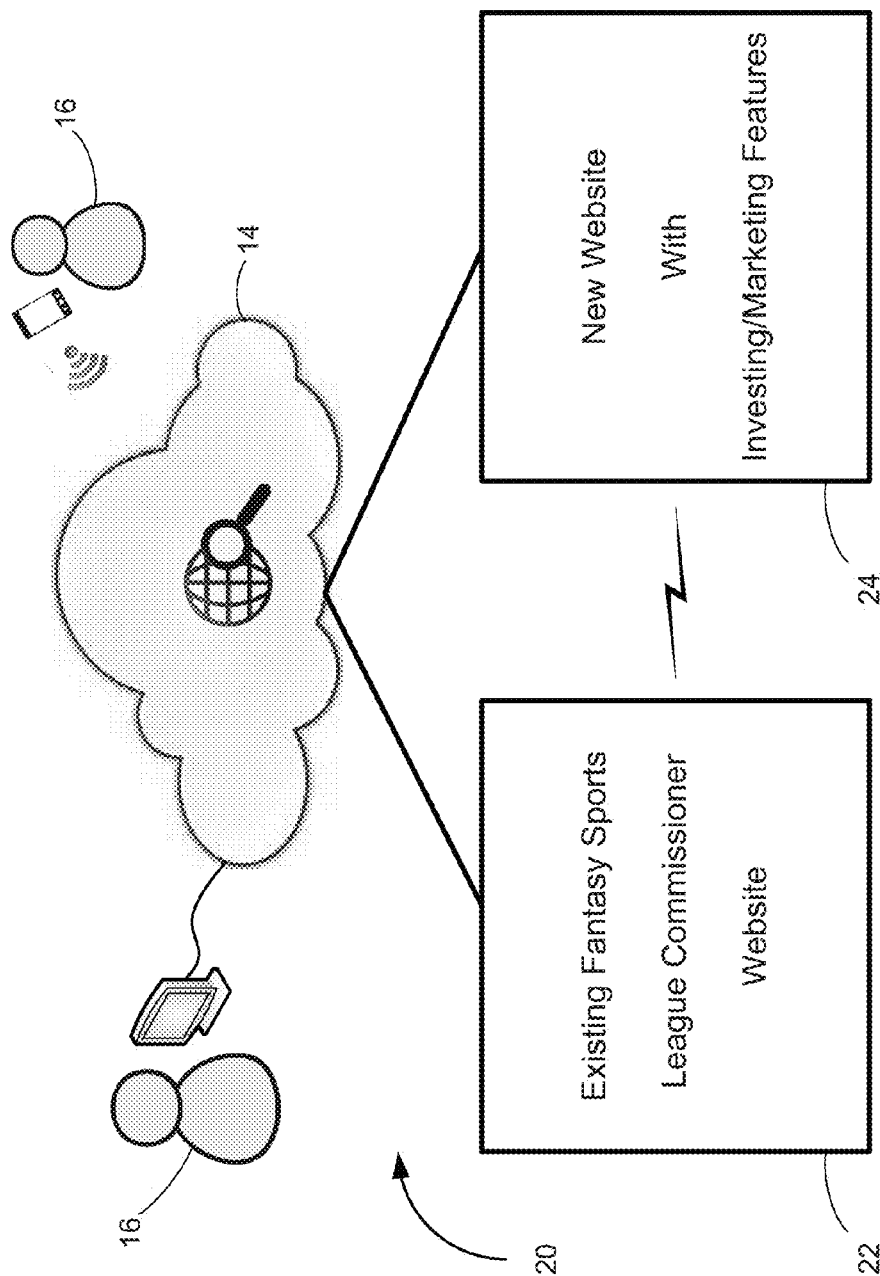 16
16
14
Existing Fantasy Sports
League Commissioner
Website
New Website
With
Investing/Marketing Features
20
22
24